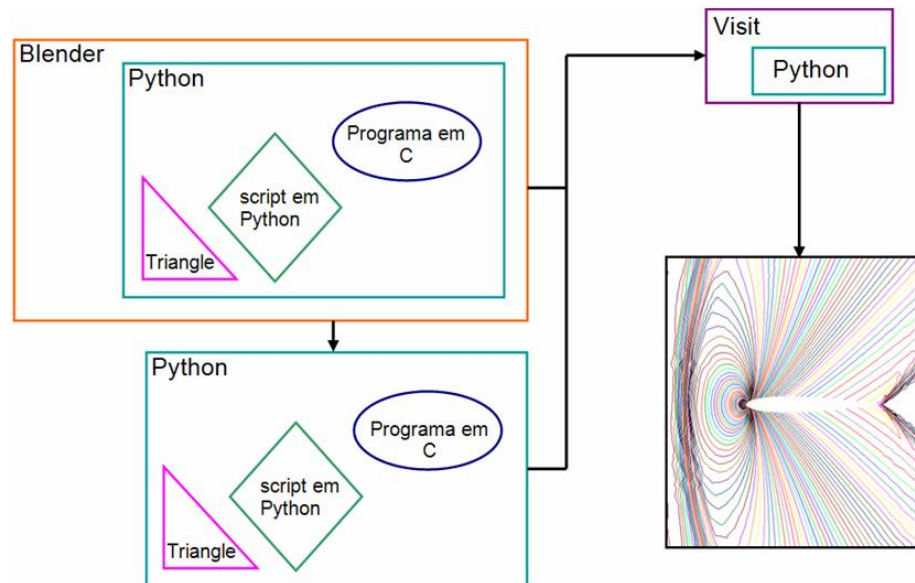 Blender
Python
Programa em
C
script em
Python
Triangle
Visit
Python
Python
Programa em
C
script em
Python
Triangle